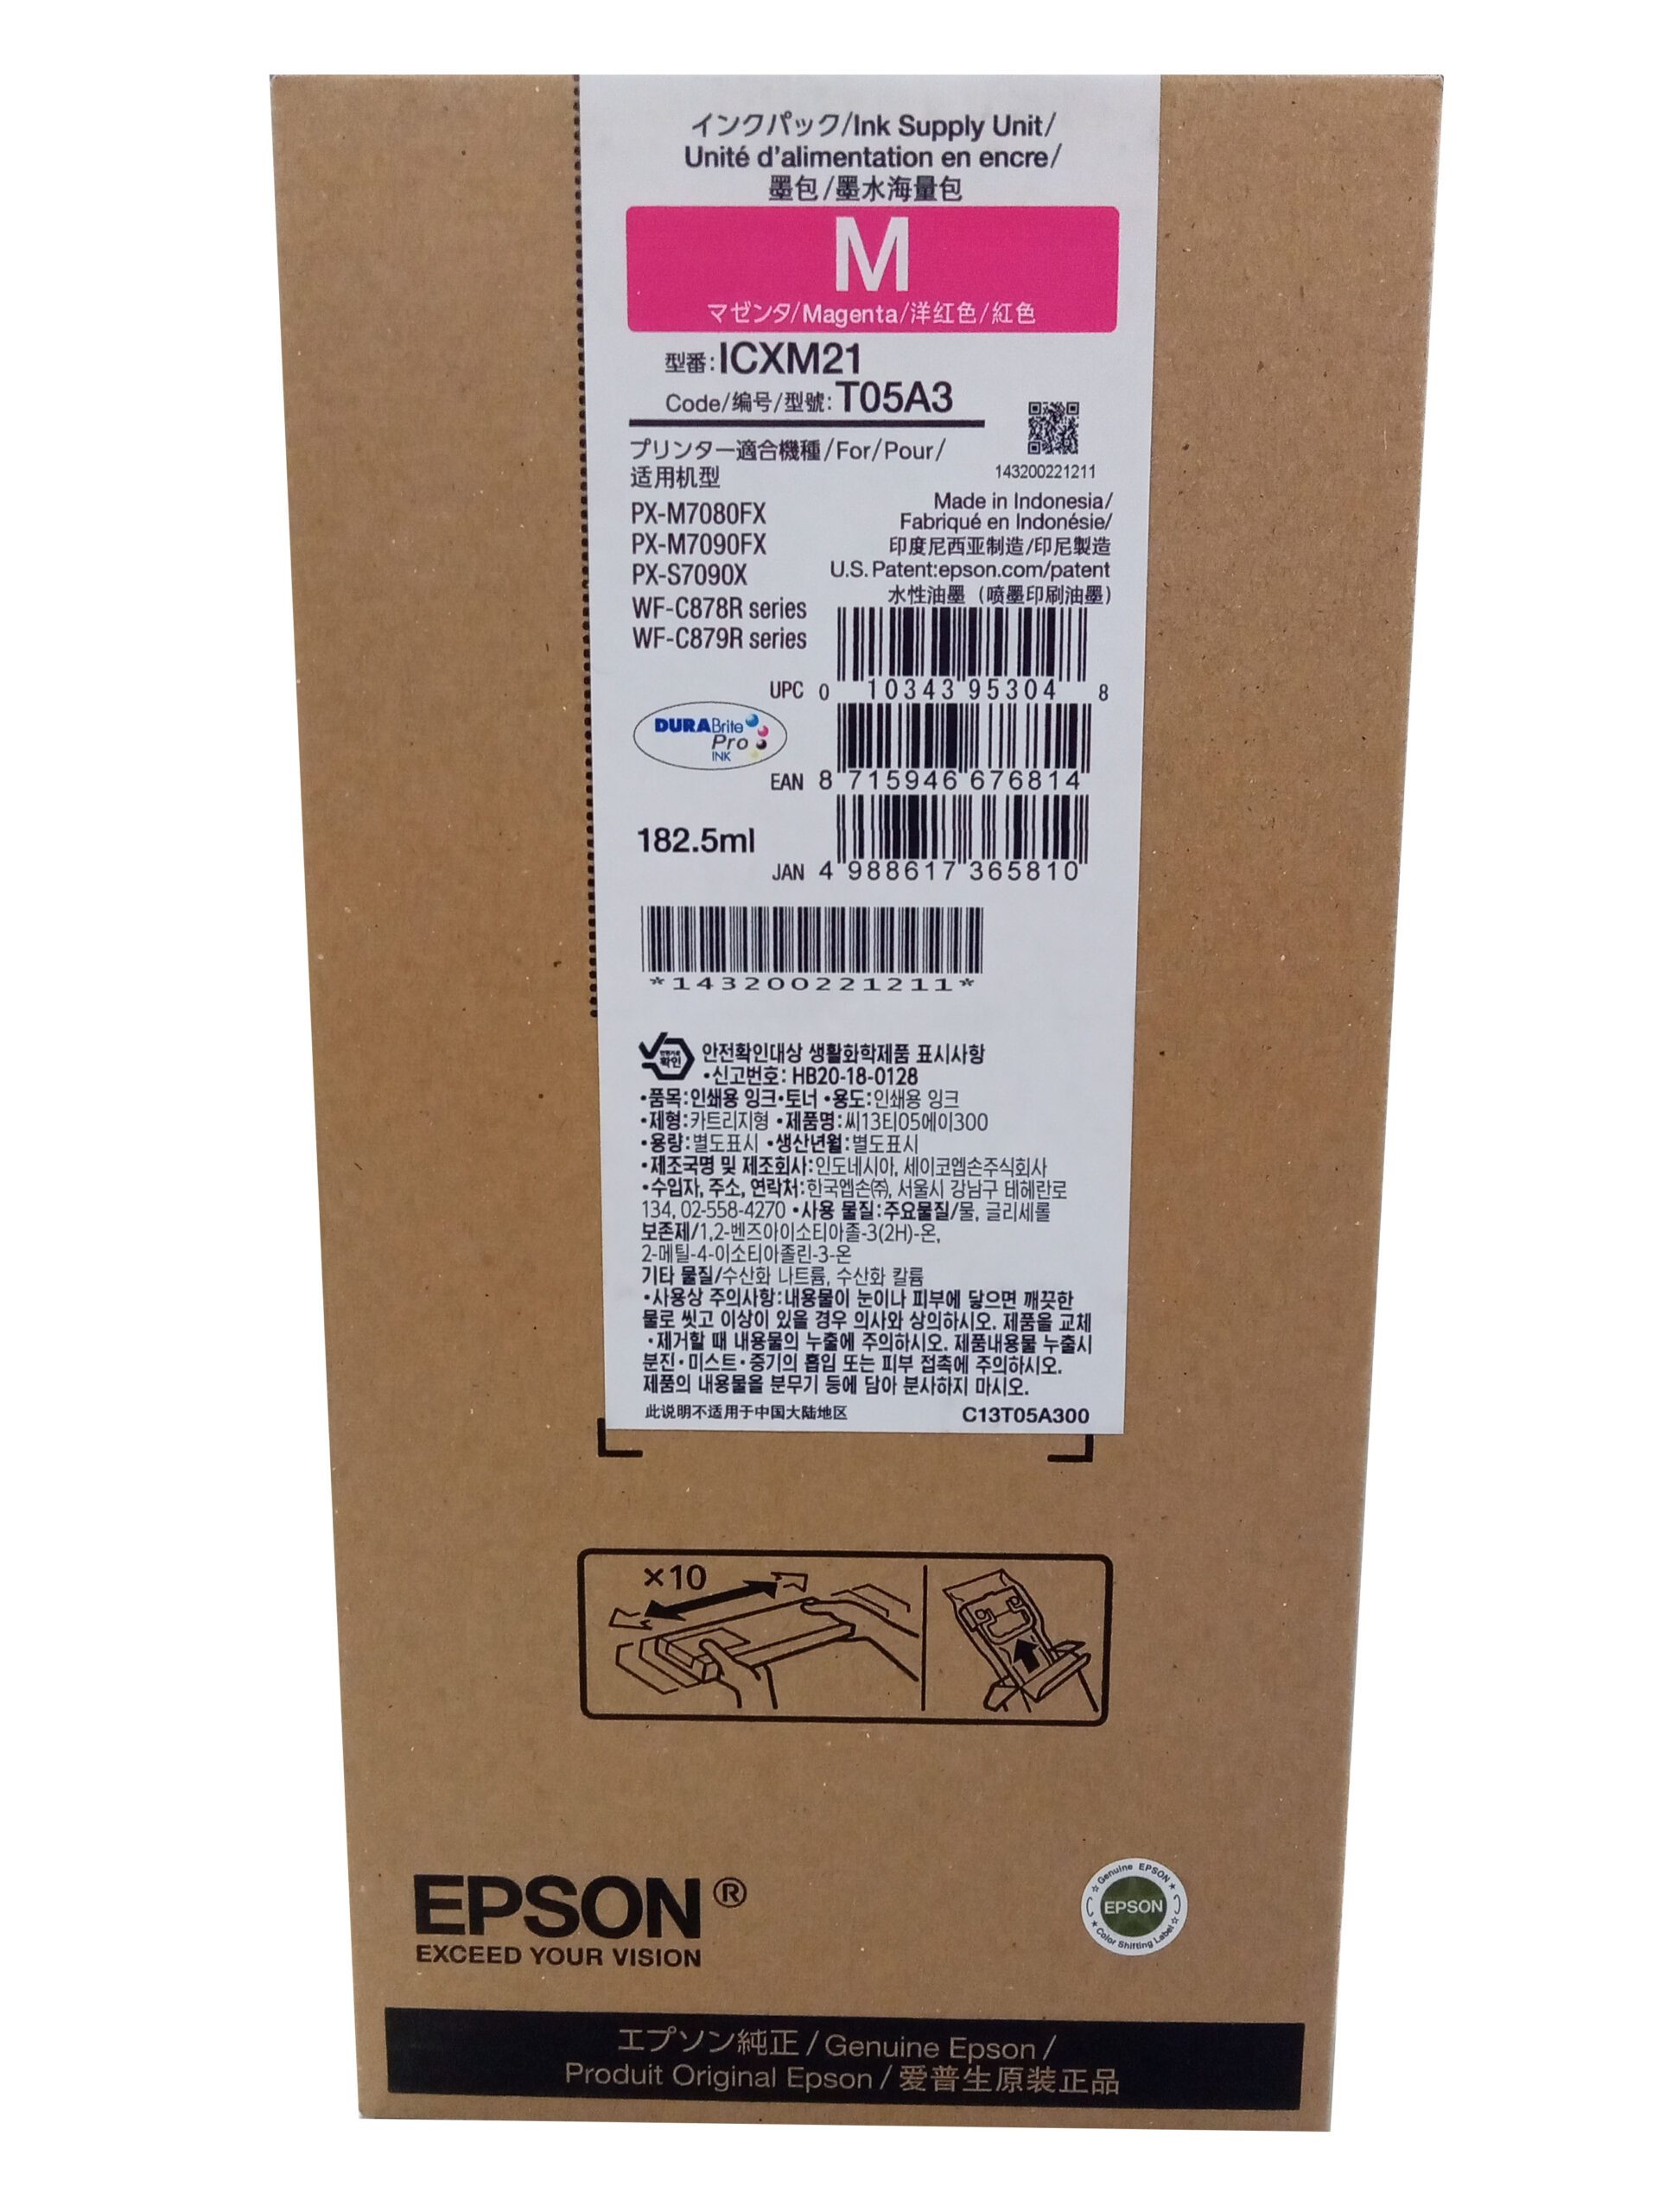 インクパック/Ink Supply Unit/
Unité d'alimentation en encre/
墨包/墨水海量包
M
マゼンタ/Magenta/洋红色/紅色
型番:ICXM21
Code/编号/型號:T05A3
プリンター適合機種/For/Pour/
适用机型
143200221211
PX-M7080FX
PX-M7090FX
PX-S7090X
WF-C878R series
WF-C879R series
Made in Indonesia/
Fabriqué en Indonésie/
印度尼西亚制造/印尼製造
U.S. Patent:epson.com/patent
水性油墨（喷墨印刷油墨）
UPC 0 10343 95304 8
DURABrite
Pro
INK
EAN 8 715946 676814
182.5ml
JAN 4 988617 365810
*143200221211*
확인
안전확인대상 생활화학제품 표시사항
•신고번호: HB20-18-0128
•품목:인쇄용 잉크•토너 •용도:인쇄용 잉크
•제형:카트리지형 •제품명:씨13티05에이300
•용량:별도표시 •생산년월:별도표시
•제조국명 및 제조회사:인도네시아, 세이코엡손주식회사
•수입자, 주소, 연락처:한국엡손(주), 서울시 강남구 테헤란로
134, 02-558-4270 •사용 물질:주요물질/물, 글리세롤
보존제/1,2-벤즈아이소티아졸-3(2H)-온,
2-메틸-4-이소티아졸린-3-온
기타 물질/수산화 나트륨, 수산화 칼륨
•사용상 주의사항:내용물이 눈이나 피부에 닿으면 깨끗한
물로 씻고 이상이 있을 경우 의사와 상의하시오. 제품을 교체
•제거할 때 내용물의 누출에 주의하시오. 제품내용물 누출시
분진•미스트•증기의 흡입 또는 피부 접촉에 주의하시오.
제품의 내용물을 분무기 등에 담아 분사하지 마시오.
此说明不适用于中国大陆地区 C13T05A300
×10
EPSON®
EXCEED YOUR VISION
Genuine EPSON
EPSON
Color Shifting Label
エプソン純正/Genuine Epson/
Produit Original Epson/爱普生原装正品